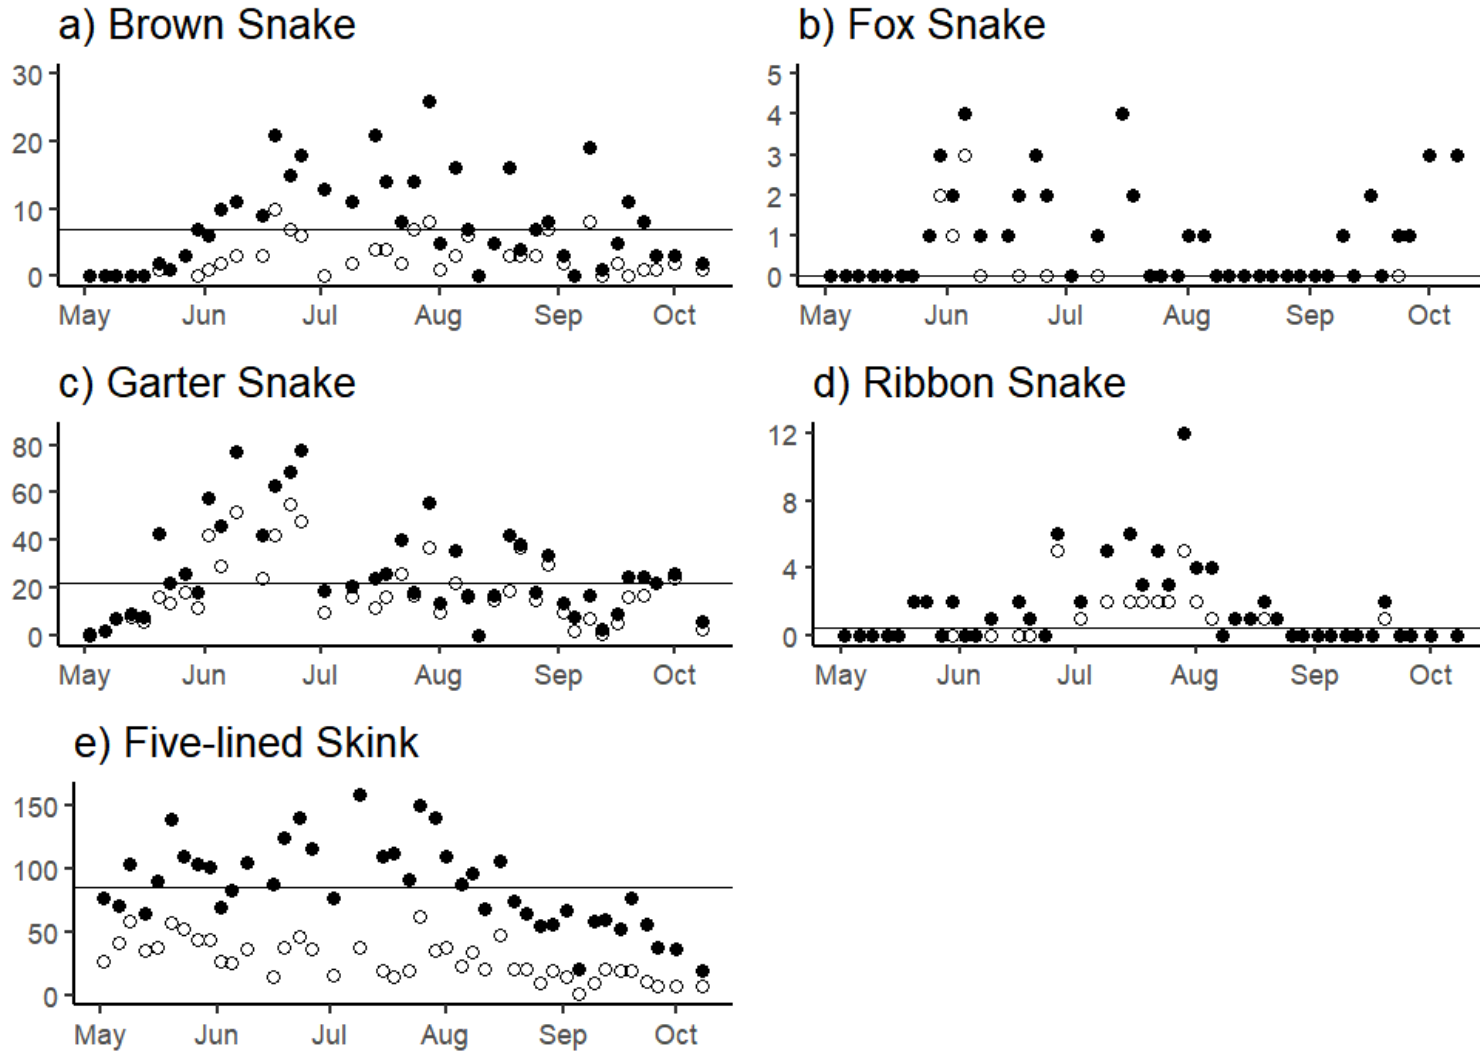 a) Brown Snake
30
20
10
0
May Jun Jul Aug Sep Oct
b) Fox Snake
5
4
3
2
1
0
May Jun Jul Aug Sep Oct
c) Garter Snake
80
60
40
20
0
May Jun Jul Aug Sep Oct
d) Ribbon Snake
12
8
4
0
May Jun Jul Aug Sep Oct
e) Five-lined Skink
150
100
50
0
May Jun Jul Aug Sep Oct